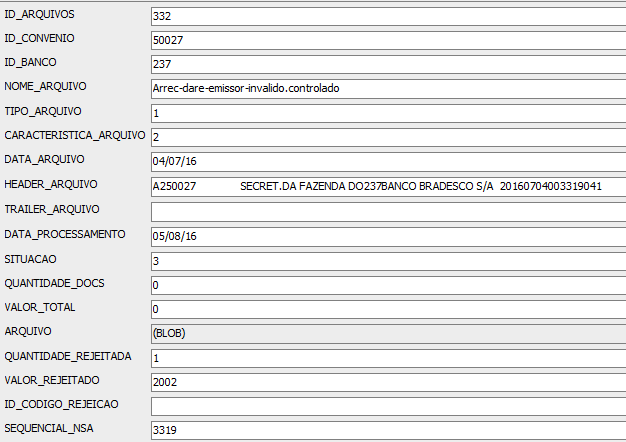 ID_ARQUIVOS 332
ID_CONVENIO 50027
ID_BANCO 237
NOME_ARQUIVO Arrec-dare-emissor-invalido.controlado
TIPO_ARQUIVO 1
CARACTERISTICA_ARQUIVO 2
DATA_ARQUIVO 04/07/16
HEADER_ARQUIVO A250027 SECRET.DA FAZENDA DO237BANCO BRADESCO S/A 20160704003319041
TRAILER_ARQUIVO
DATA_PROCESSAMENTO 05/08/16
SITUACAO 3
QUANTIDADE_DOCS 0
VALOR_TOTAL 0
ARQUIVO (BLOB)
QUANTIDADE_REJEITADA 1
VALOR_REJEITADO 2002
ID_CODIGO_REJEICAO
SEQUENCIAL_NSA 3319